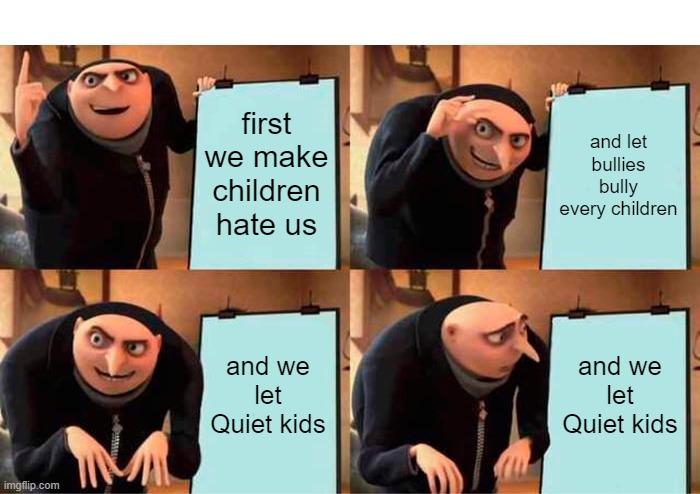 first
we make
children
hate us
and let
bullies
bully
every children
and we
let
Quiet kids
and we
let
Quiet kids
imgflip.com